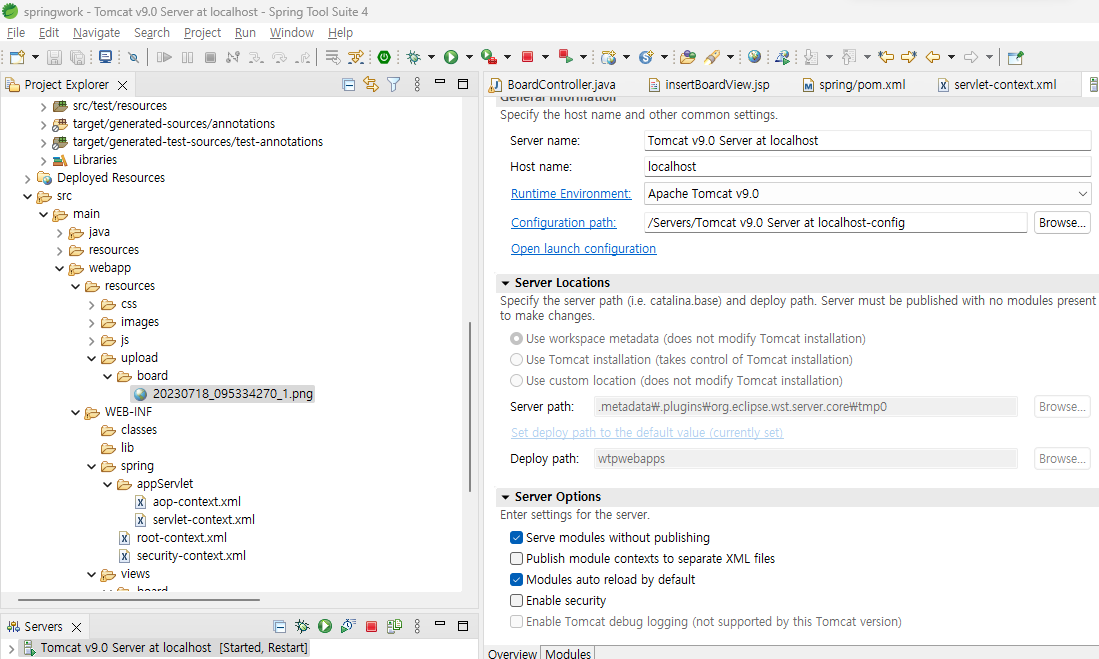 springwork - Tomcat v9.0 Server at localhost - Spring Tool Suite 4
File Edit Navigate Search Project Run Window Help
Project Explorer
src/test/resources
target/generated-sources/annotations
target/generated-test-sources/test-annotations
Libraries
Deployed Resources
src
main
java
resources
webapp
resources
css
images
js
upload
board
20230718_095334270_1.png
WEB-INF
classes
lib
spring
appServlet
aop-context.xml
servlet-context.xml
root-context.xml
security-context.xml
views
board
Servers
Tomcat v9.0 Server at localhost [Started, Restart]
BoardController.java insertBoardView.jsp spring/pom.xml servlet-context.xml
General Information
Specify the host name and other common settings.
Server name: Tomcat v9.0 Server at localhost
Host name: localhost
Runtime Environment: Apache Tomcat v9.0
Configuration path: /Servers/Tomcat v9.0 Server at localhost-config Browse...
Open launch configuration
Server Locations
Specify the server path (i.e. catalina.base) and deploy path. Server must be published with no modules present
to make changes.
Use workspace metadata (does not modify Tomcat installation)
Use Tomcat installation (takes control of Tomcat installation)
Use custom location (does not modify Tomcat installation)
Server path: .metadata₩.plugins₩org.eclipse.wst.server.core₩tmp0 Browse...
Set deploy path to the default value (currently set)
Deploy path: wtpwebapps Browse...
Server Options
Enter settings for the server.
Serve modules without publishing
Publish module contexts to separate XML files
Modules auto reload by default
Enable security
Enable Tomcat debug logging (not supported by this Tomcat version)
Overview Modules